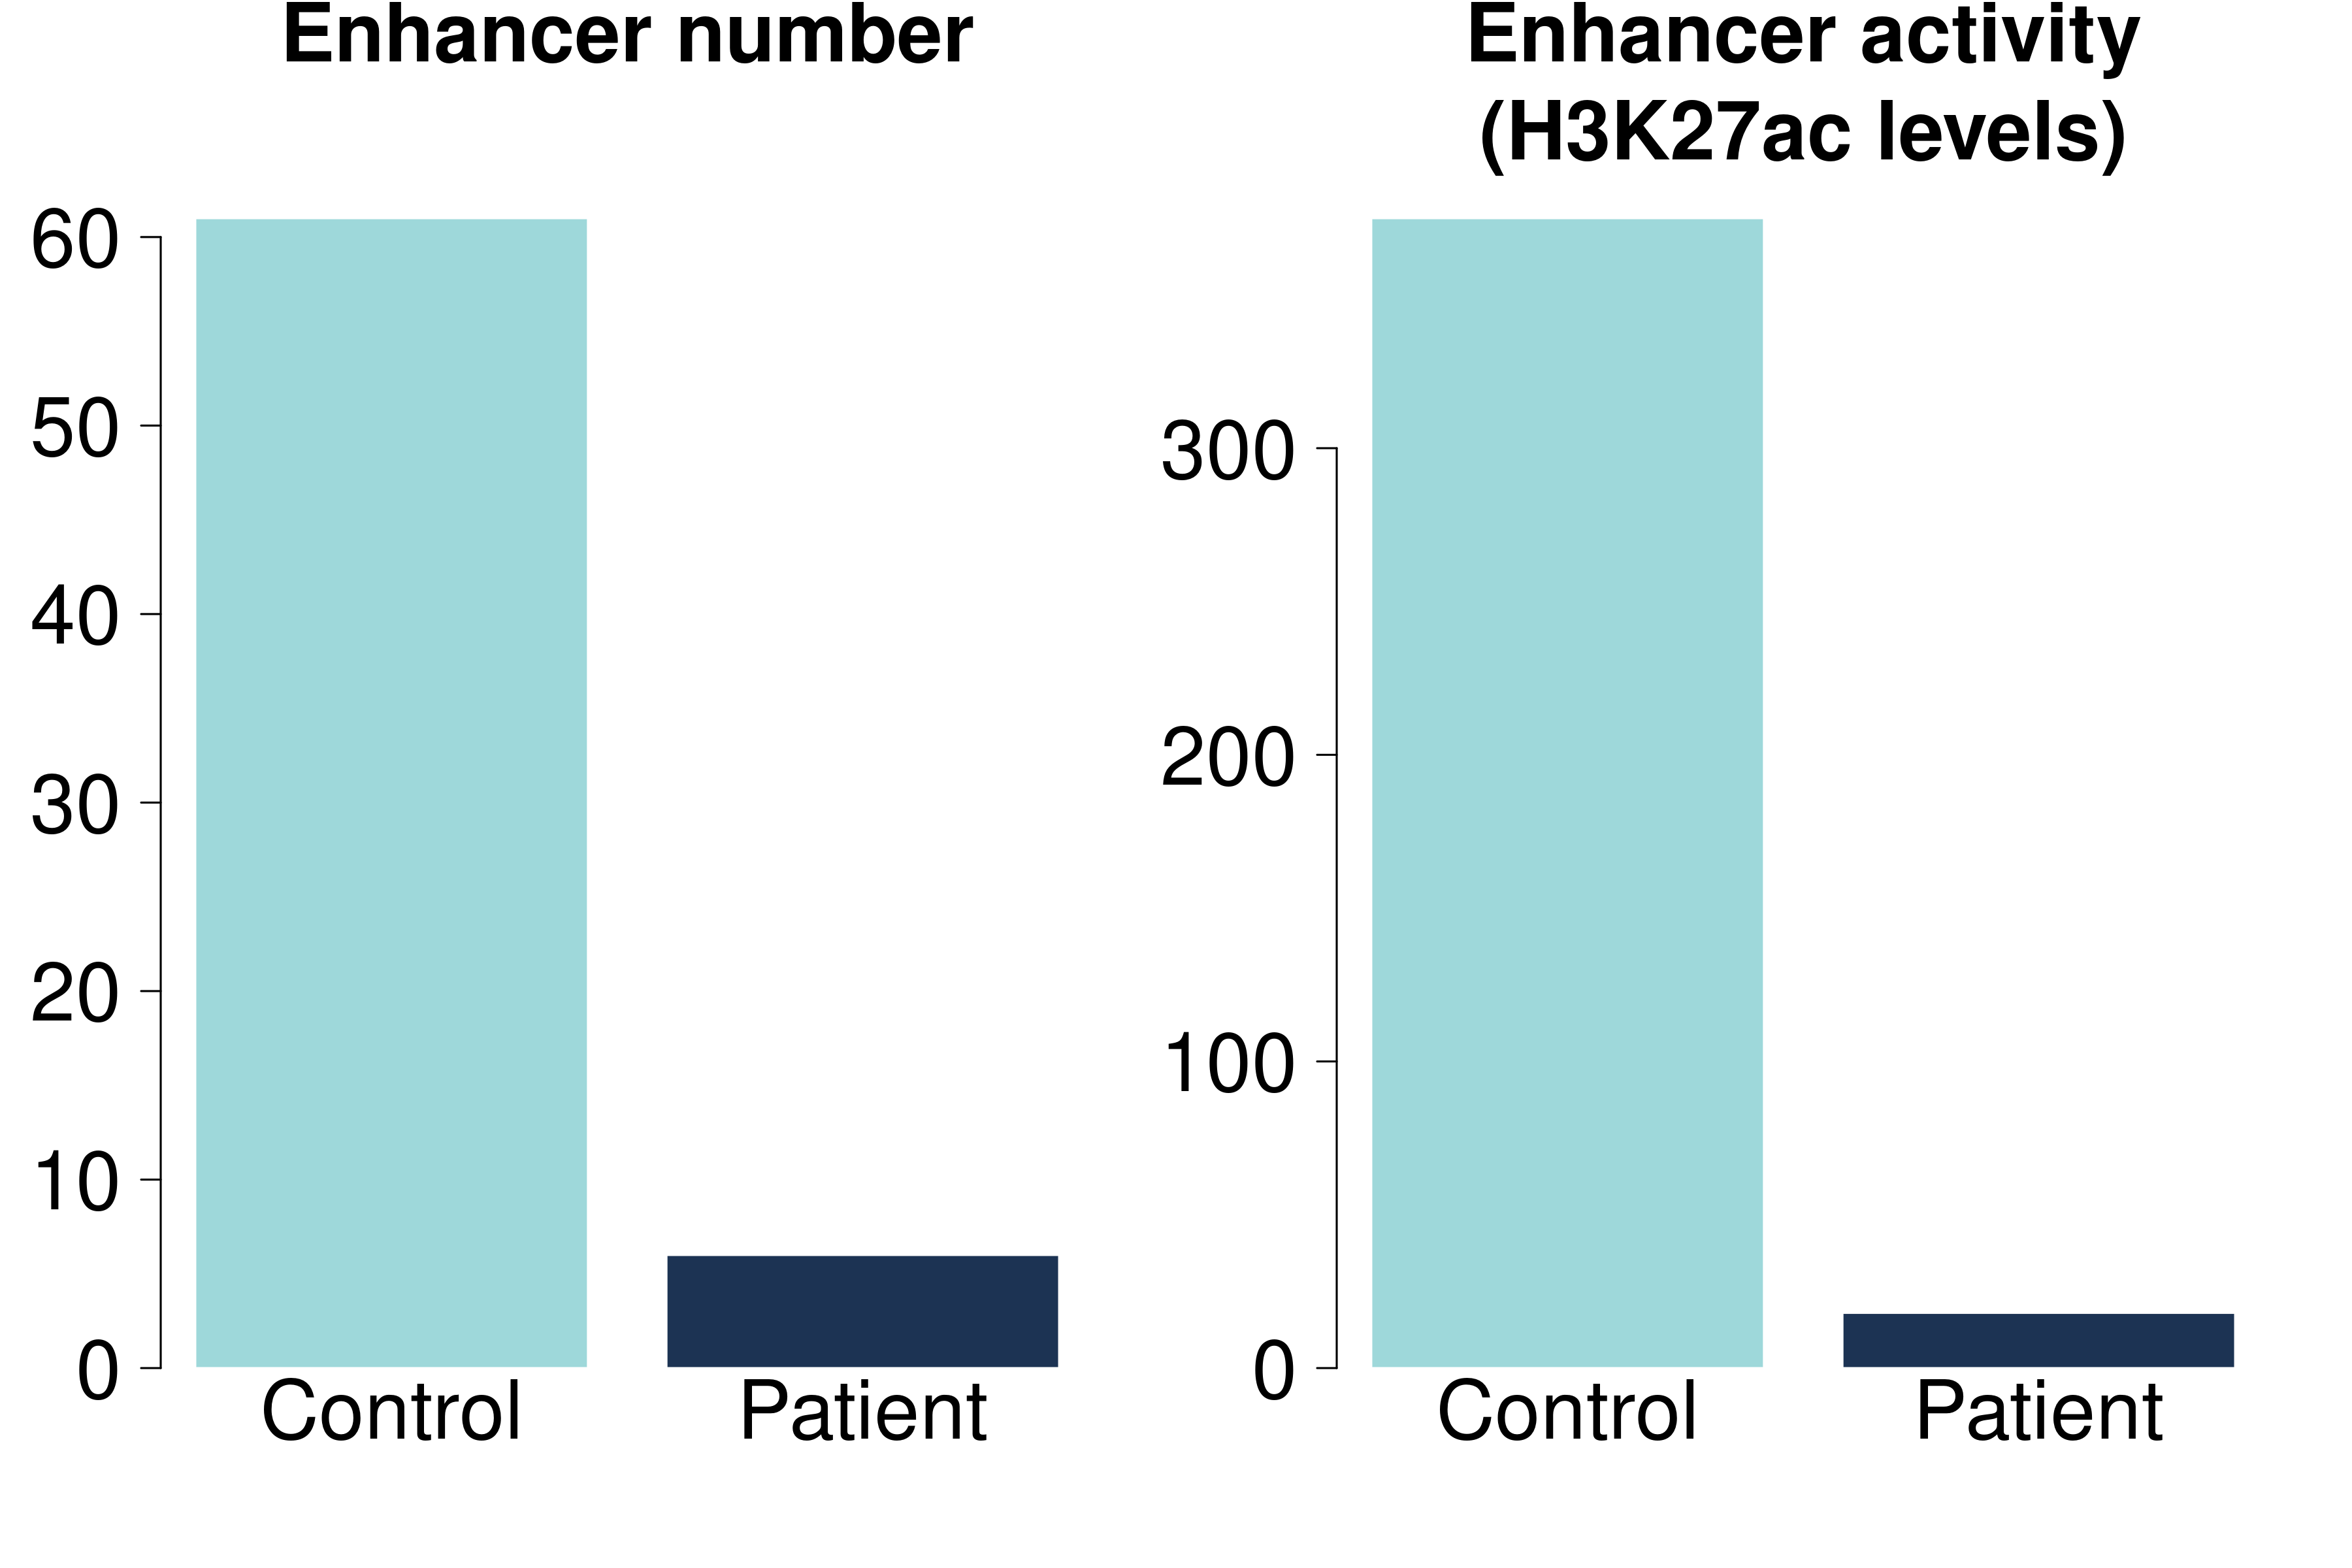 Enhancer number
60
50
40
30
20
10
0
Control Patient
Enhancer activity
(H3K27ac levels)
300
200
100
0
Control Patient